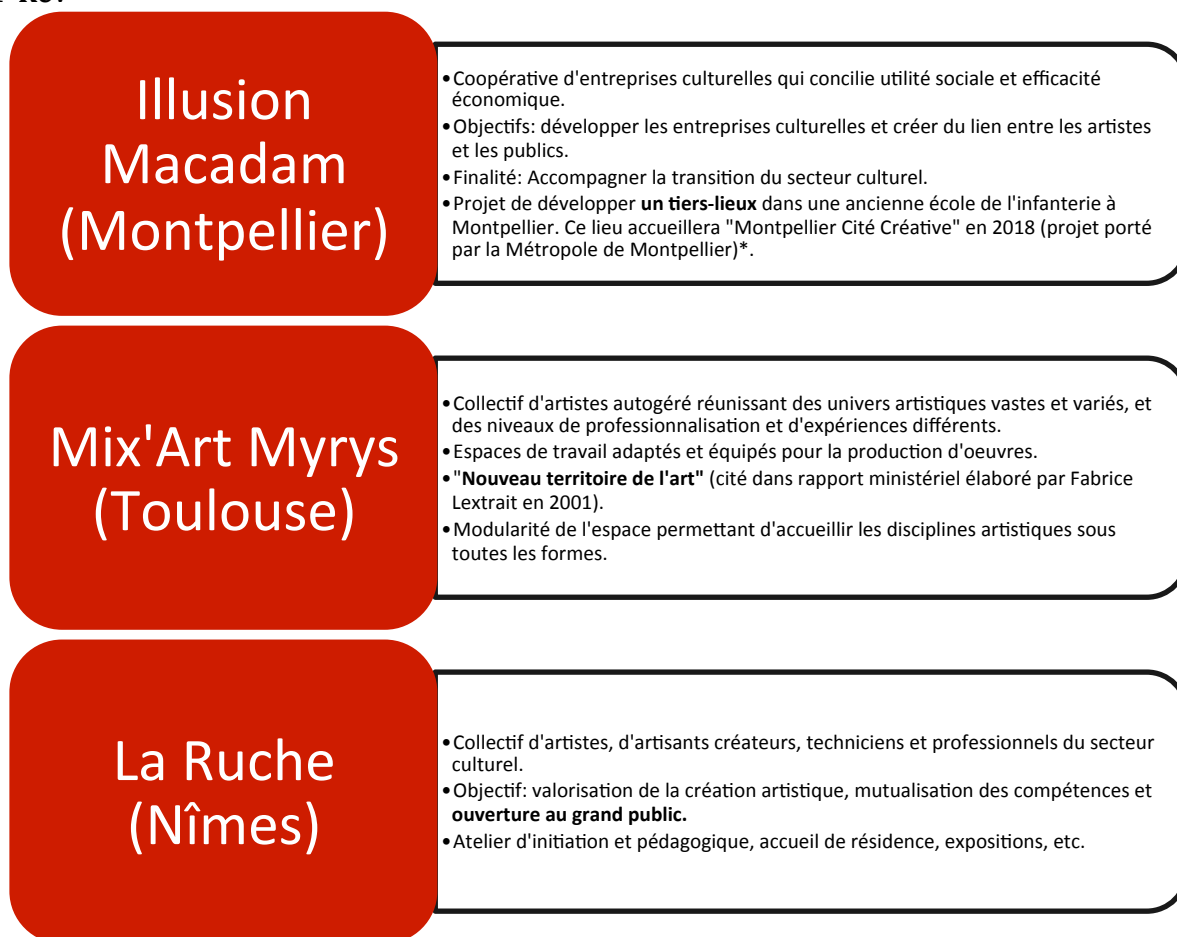 Illusion
Macadam
(Montpellier)
•Coopérative d'entreprises culturelles qui concilie utilité sociale et efficacité
économique.
•Objectifs: développer les entreprises culturelles et créer du lien entre les artistes
et les publics.
•Finalité: Accompagner la transition du secteur culturel.
•Projet de développer un tiers-lieux dans une ancienne école de l'infanterie à
Montpellier. Ce lieu accueillera "Montpellier Cité Créative" en 2018 (projet porté
par la Métropole de Montpellier)*.
Mix'Art Myrys
(Toulouse)
•Collectif d'artistes autogéré réunissant des univers artistiques vastes et variés, et
des niveaux de professionnalisation et d'expériences différents.
•Espaces de travail adaptés et équipés pour la production d'oeuvres.
•"Nouveau territoire de l'art" (cité dans rapport ministériel élaboré par Fabrice
Lextrait en 2001).
•Modularité de l'espace permettant d'accueillir les disciplines artistiques sous
toutes les formes.
La Ruche
(Nîmes)
•Collectif d'artistes, d'artisants créateurs, techniciens et professionnels du secteur
culturel.
•Objectif: valorisation de la création artistique, mutualisation des compétences et
ouverture au grand public.
•Atelier d'initiation et pédagogique, accueil de résidence, expositions, etc.